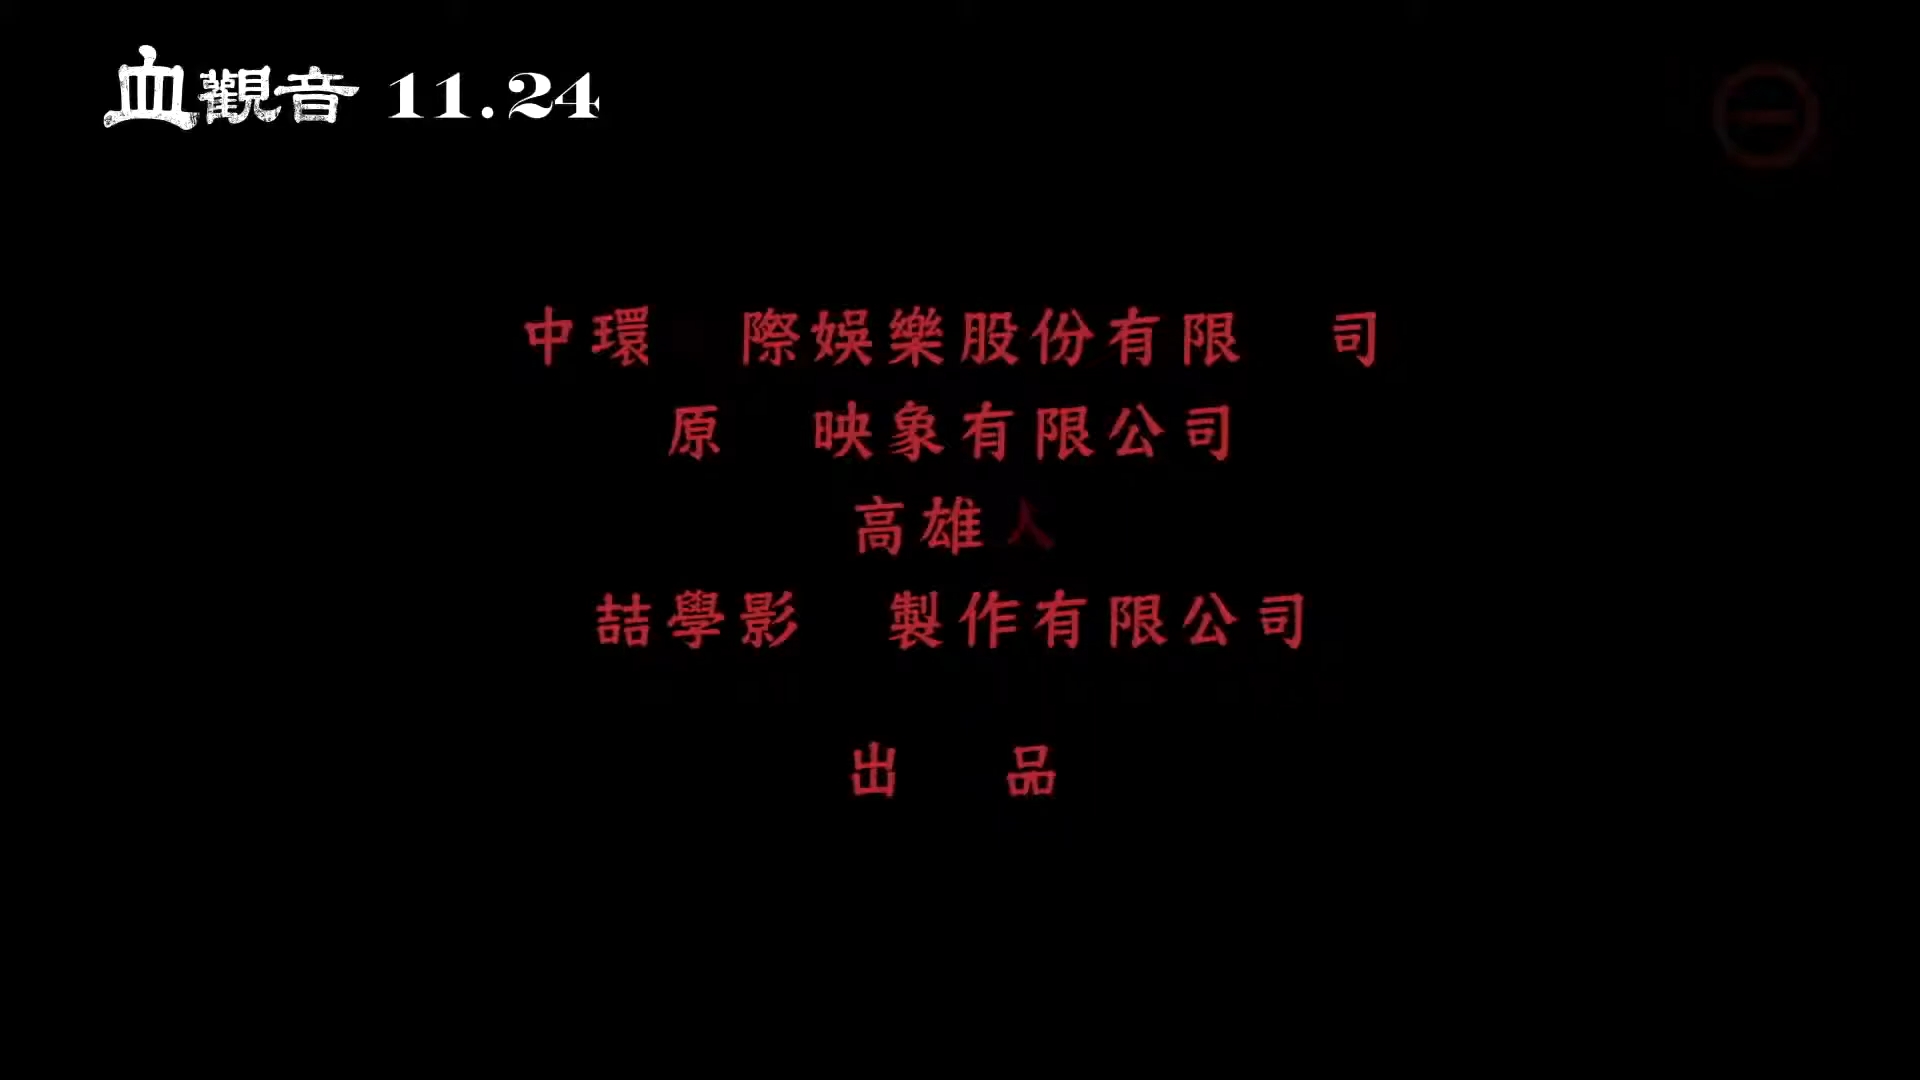 血觀音 11.24
中環 際娛樂股份有限 司
原 映象有限公司
高雄人
喆學影 製作有限公司
出 品